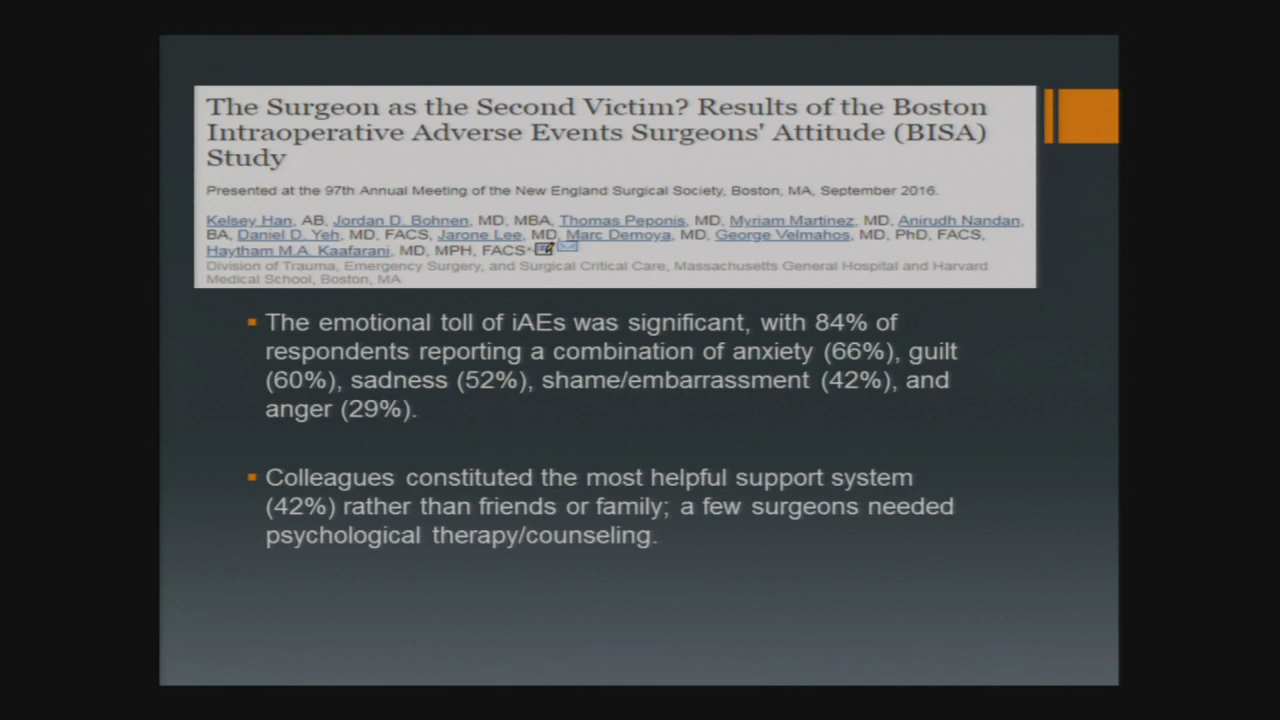 The Surgeon as the Second Victim? Results of the Boston
Intraoperative Adverse Events Surgeons' Attitude (BISA)
Study
Presented at the 97th Annual Meeting of the New England Surgical Society, Boston, MA, September 2016.
Kelsey Han, AB, Jordan D. Bohnen, MD, MBA, Thomas Peponis, MD, Myriam Martinez, MD, Anirudh Nandan,
BA, Daniel D. Yeh, MD, FACS, Jarone Lee, MD, Marc Demoya, MD, George Velmahos, MD, PhD, FACS,
Haytham M.A. Kaafarani, MD, MPH, FACS
Division of Trauma, Emergency Surgery, and Surgical Critical Care, Massachusetts General Hospital and Harvard
Medical School, Boston, MA
The emotional toll of iAEs was significant, with 84% of
respondents reporting a combination of anxiety (66%), guilt
(60%), sadness (52%), shame/embarrassment (42%), and
anger (29%).
Colleagues constituted the most helpful support system
(42%) rather than friends or family; a few surgeons needed
psychological therapy/counseling.